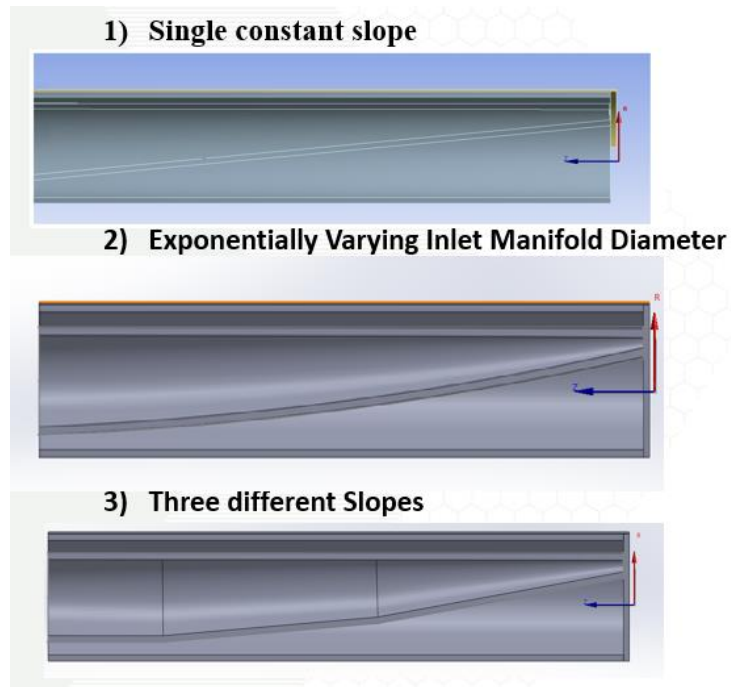 1) Single constant slope
R
Z
2) Exponentially Varying Inlet Manifold Diameter
R
Z
3) Three different Slopes